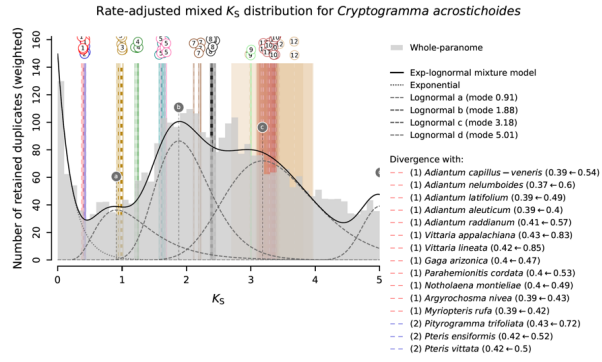 Rate-adjusted mixed KS distribution for Cryptogramma acrostichoides
Number of retained duplicates (weighted)
160
140
120
100
80
60
40
20
0
0
1
2
3
4
5
KS
a
b
c
4
7
8
9
12
12
Whole-paranome
Exp-lognormal mixture model
Exponential
Lognormal a (mode 0.91)
Lognormal b (mode 1.88)
Lognormal c (mode 3.18)
Lognormal d (mode 5.01)
Divergence with:
(1) Adiantum capillus-veneris (0.39←0.54)
(1) Adiantum nelumboides (0.37←0.6)
(1) Adiantum latifolium (0.39←0.49)
(1) Adiantum aleuticum (0.39←0.4)
(1) Adiantum raddianum (0.41←0.57)
(1) Vittaria appalachiana (0.43←0.83)
(1) Vittaria lineata (0.42←0.85)
(1) Gaga arizonica (0.4←0.47)
(1) Parahemionitis cordata (0.4←0.53)
(1) Notholaena montieliae (0.4←0.49)
(1) Argyrochosma nivea (0.39←0.43)
(1) Myriopteris rufa (0.39←0.42)
(2) Pityrogramma trifoliata (0.43←0.72)
(2) Pteris ensiformis (0.42←0.52)
(2) Pteris vittata (0.42←0.5)